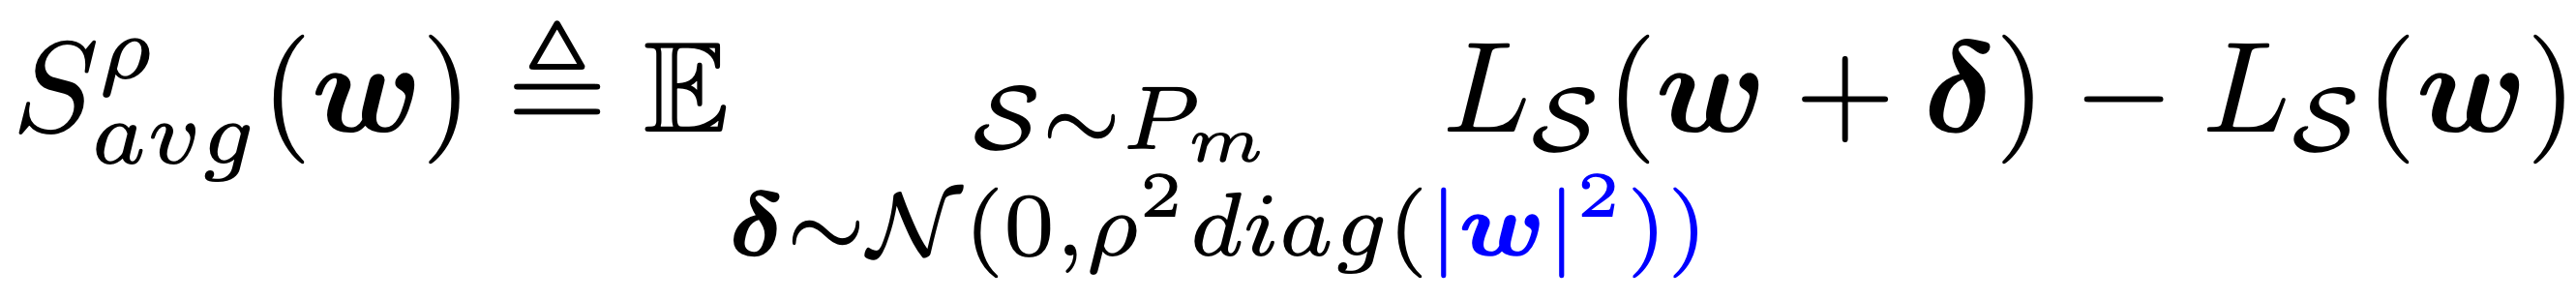 $S^{\rho}_{avg}(\boldsymbol{w}) \triangleq \mathbb{E}_{\substack{\mathcal{S} \sim P_m \\ \boldsymbol{\delta} \sim \mathcal{N}(0, \rho^2 diag(|\boldsymbol{w}|^2))}} L_{\mathcal{S}}(\boldsymbol{w} + \boldsymbol{\delta}) - L_{\mathcal{S}}(\boldsymbol{w})$